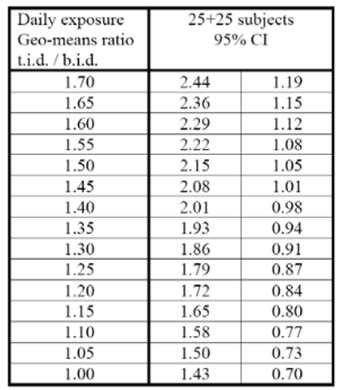 Daily exposure 25+25 subjects
Geo-means ratio 95% CI
t.i.d. / b.i.d.
1.70 2.44 1.19
1.65 2.36 1.15
1.60 2.29 1.12
1.55 2.22 1.08
1.50 2.15 1.05
1.45 2.08 1.01
1.40 2.01 0.98
1.35 1.93 0.94
1.30 1.86 0.91
1.25 1.79 0.87
1.20 1.72 0.84
1.15 1.65 0.80
1.10 1.58 0.77
1.05 1.50 0.73
1.00 1.43 0.70